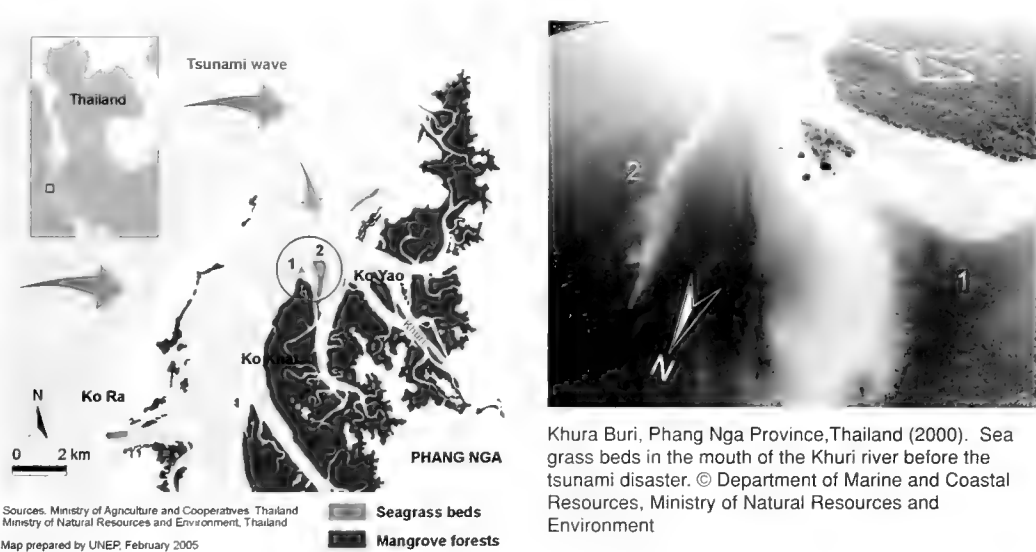 Tsunami wave
Thailand
1 2
Ko Yao
Khuri
Ko
N
Ko Ra
0 2 km
PHANG NGA
Sources. Ministry of Agriculture and Cooperatives Thailand
Ministry of Natural Resources and Environment, Thailand
Map prepared by UNEP, February 2005
Seagrass beds
Mangrove forests
2
1
N
Khura Buri, Phang Nga Province,Thailand (2000). Sea
grass beds in the mouth of the Khuri river before the
tsunami disaster. © Department of Marine and Coastal
Resources, Ministry of Natural Resources and
Environment